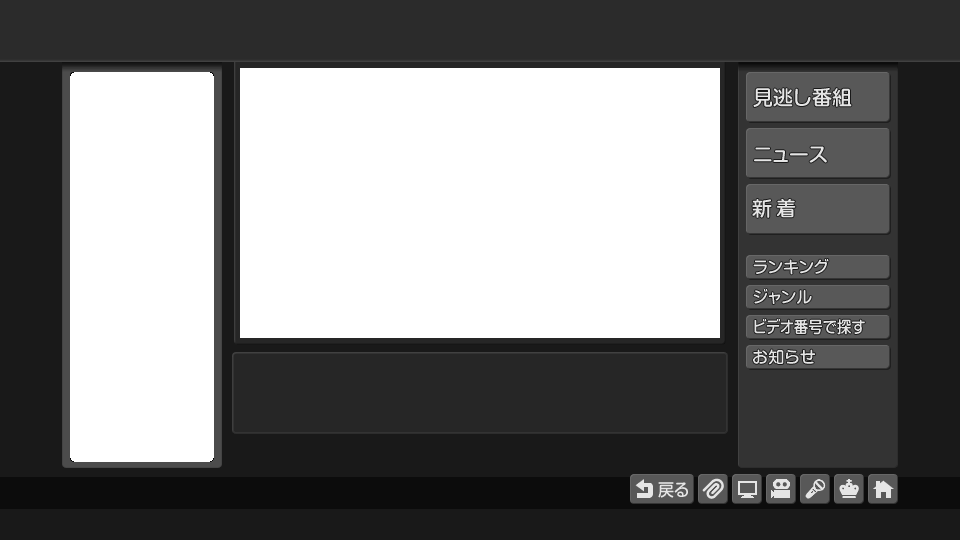 見逃し番組
ニュース
新着
ランキング
ジャンル
ビデオ番号で探す
お知らせ
戻る